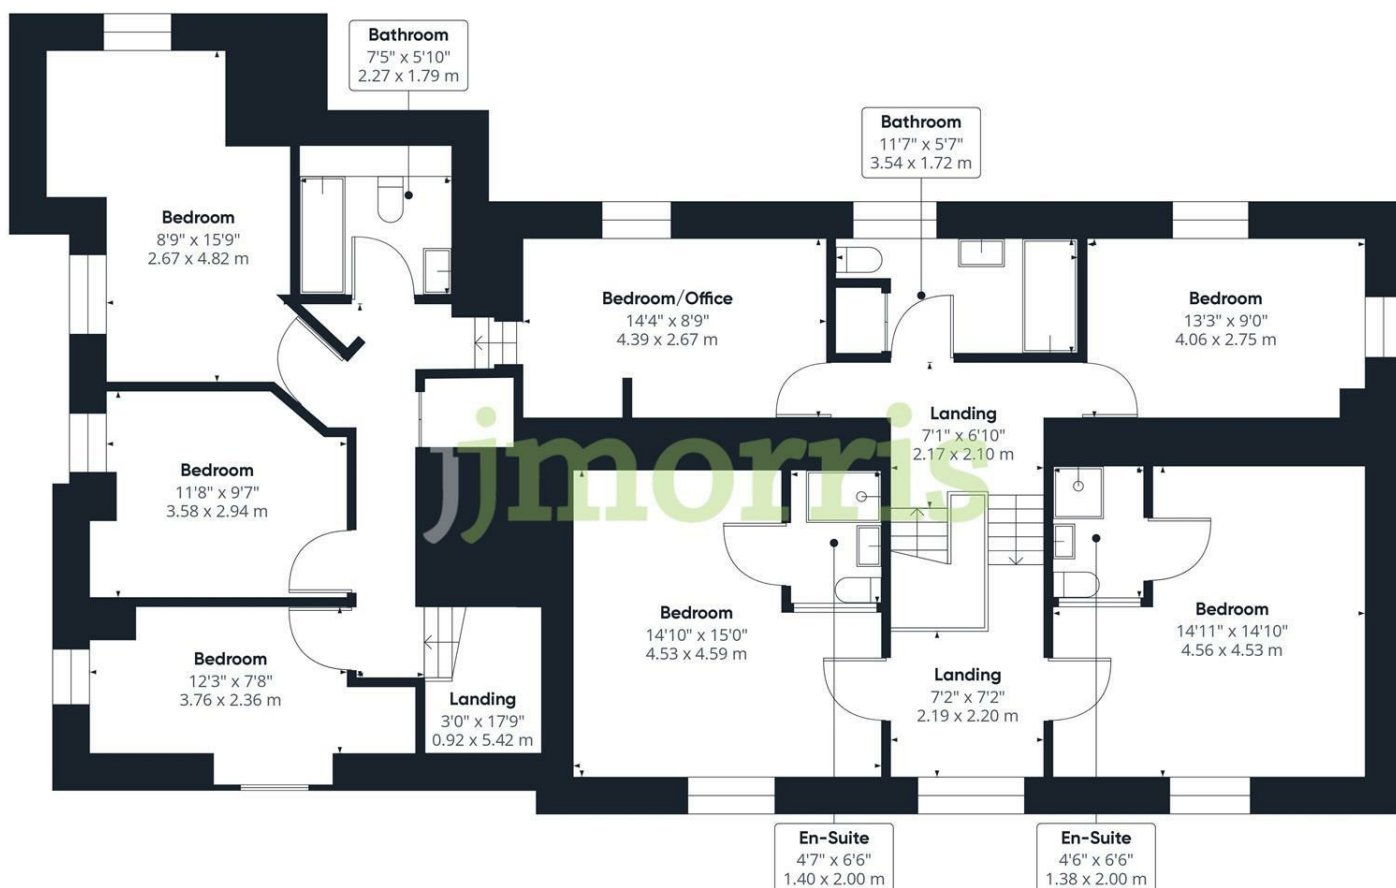 Bathroom
7'5" x 5'10"
2.27 x 1.79 m
Bathroom
11'7" x 5'7"
3.54 x 1.72 m
Bedroom
8'9" x 15'9"
2.67 x 4.82 m
Bedroom/Office
14'4" x 8'9"
4.39 x 2.67 m
Bedroom
13'3" x 9'0"
4.06 x 2.75 m
Landing
7'1" x 6'10"
2.17 x 2.10 m
Bedroom
11'8" x 9'7"
3.58 x 2.94 m
jjmorris
Bedroom
14'10" x 15'0"
4.53 x 4.59 m
Bedroom
14'11" x 14'10"
4.56 x 4.53 m
Bedroom
12'3" x 7'8"
3.76 x 2.36 m
Landing
3'0" x 17'9"
0.92 x 5.42 m
Landing
7'2" x 7'2"
2.19 x 2.20 m
En-Suite
4'7" x 6'6"
1.40 x 2.00 m
En-Suite
4'6" x 6'6"
1.38 x 2.00 m